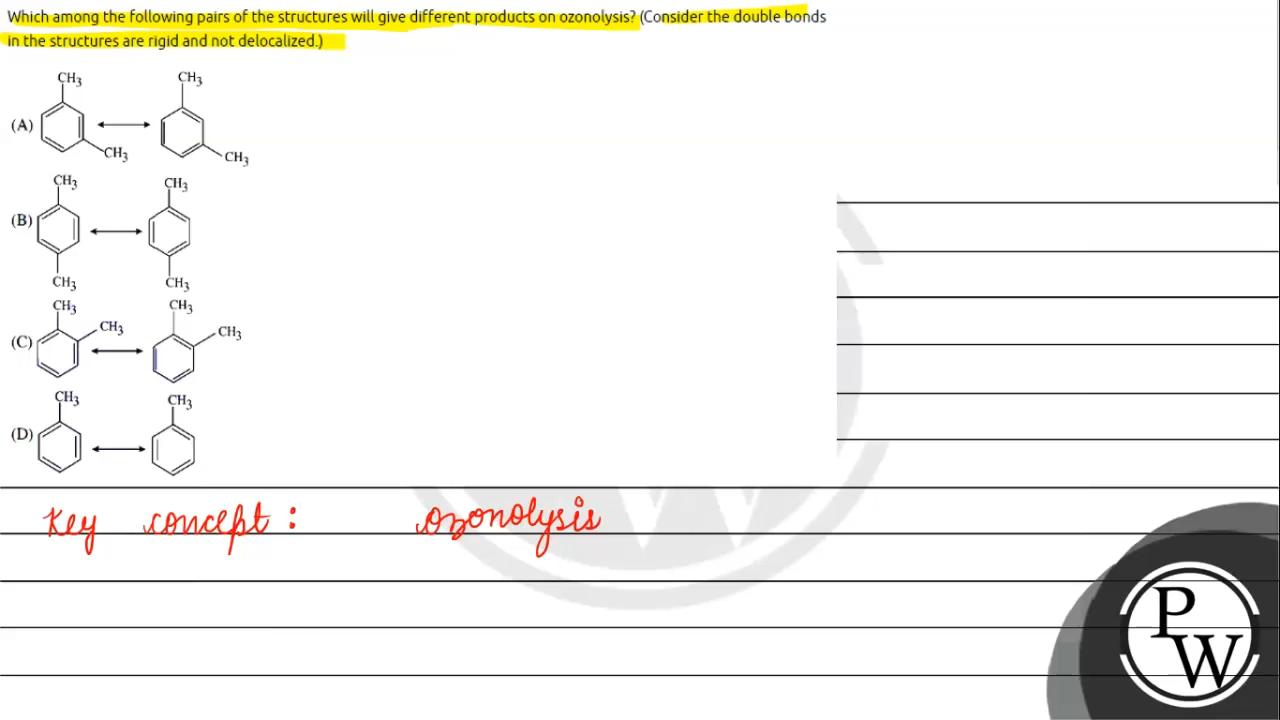 Which among the following pairs of the structures will give different products on ozonolysis? (Consider the double bonds
in the structures are rigid and not delocalized.)
CH3 CH3
(A)
CH3 CH3
CH3 CH3
(B)
CH3 CH3
CH3 CH3
CH3 CH3
(C)
CH3 CH3
(D)
Key concept : ozonolysis
P
W